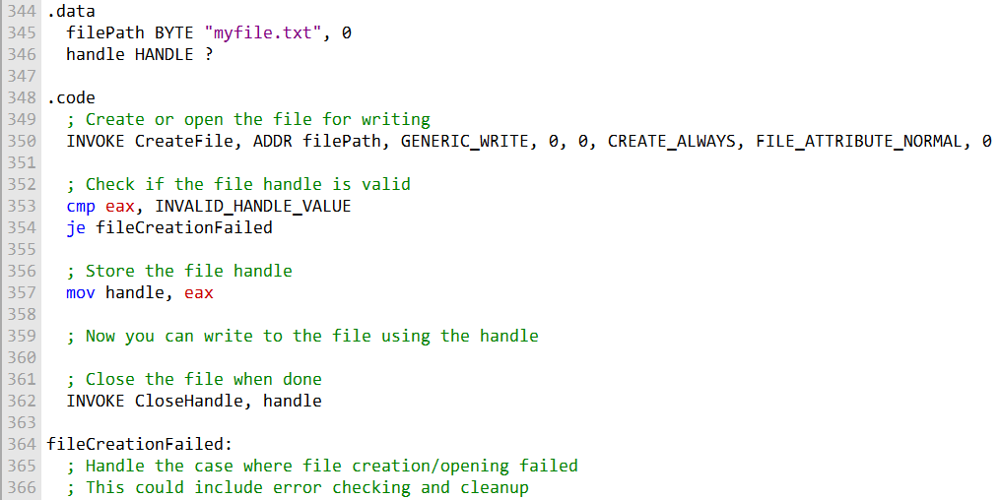 344 .data
345 filePath BYTE "myfile.txt", 0
346 handle HANDLE ?
347
348 .code
349 ; Create or open the file for writing
350 INVOKE CreateFile, ADDR filePath, GENERIC_WRITE, 0, 0, CREATE_ALWAYS, FILE_ATTRIBUTE_NORMAL, 0
351
352 ; Check if the file handle is valid
353 cmp eax, INVALID_HANDLE_VALUE
354 je fileCreationFailed
355
356 ; Store the file handle
357 mov handle, eax
358
359 ; Now you can write to the file using the handle
360
361 ; Close the file when done
362 INVOKE CloseHandle, handle
363
364 fileCreationFailed:
365 ; Handle the case where file creation/opening failed
366 ; This could include error checking and cleanup